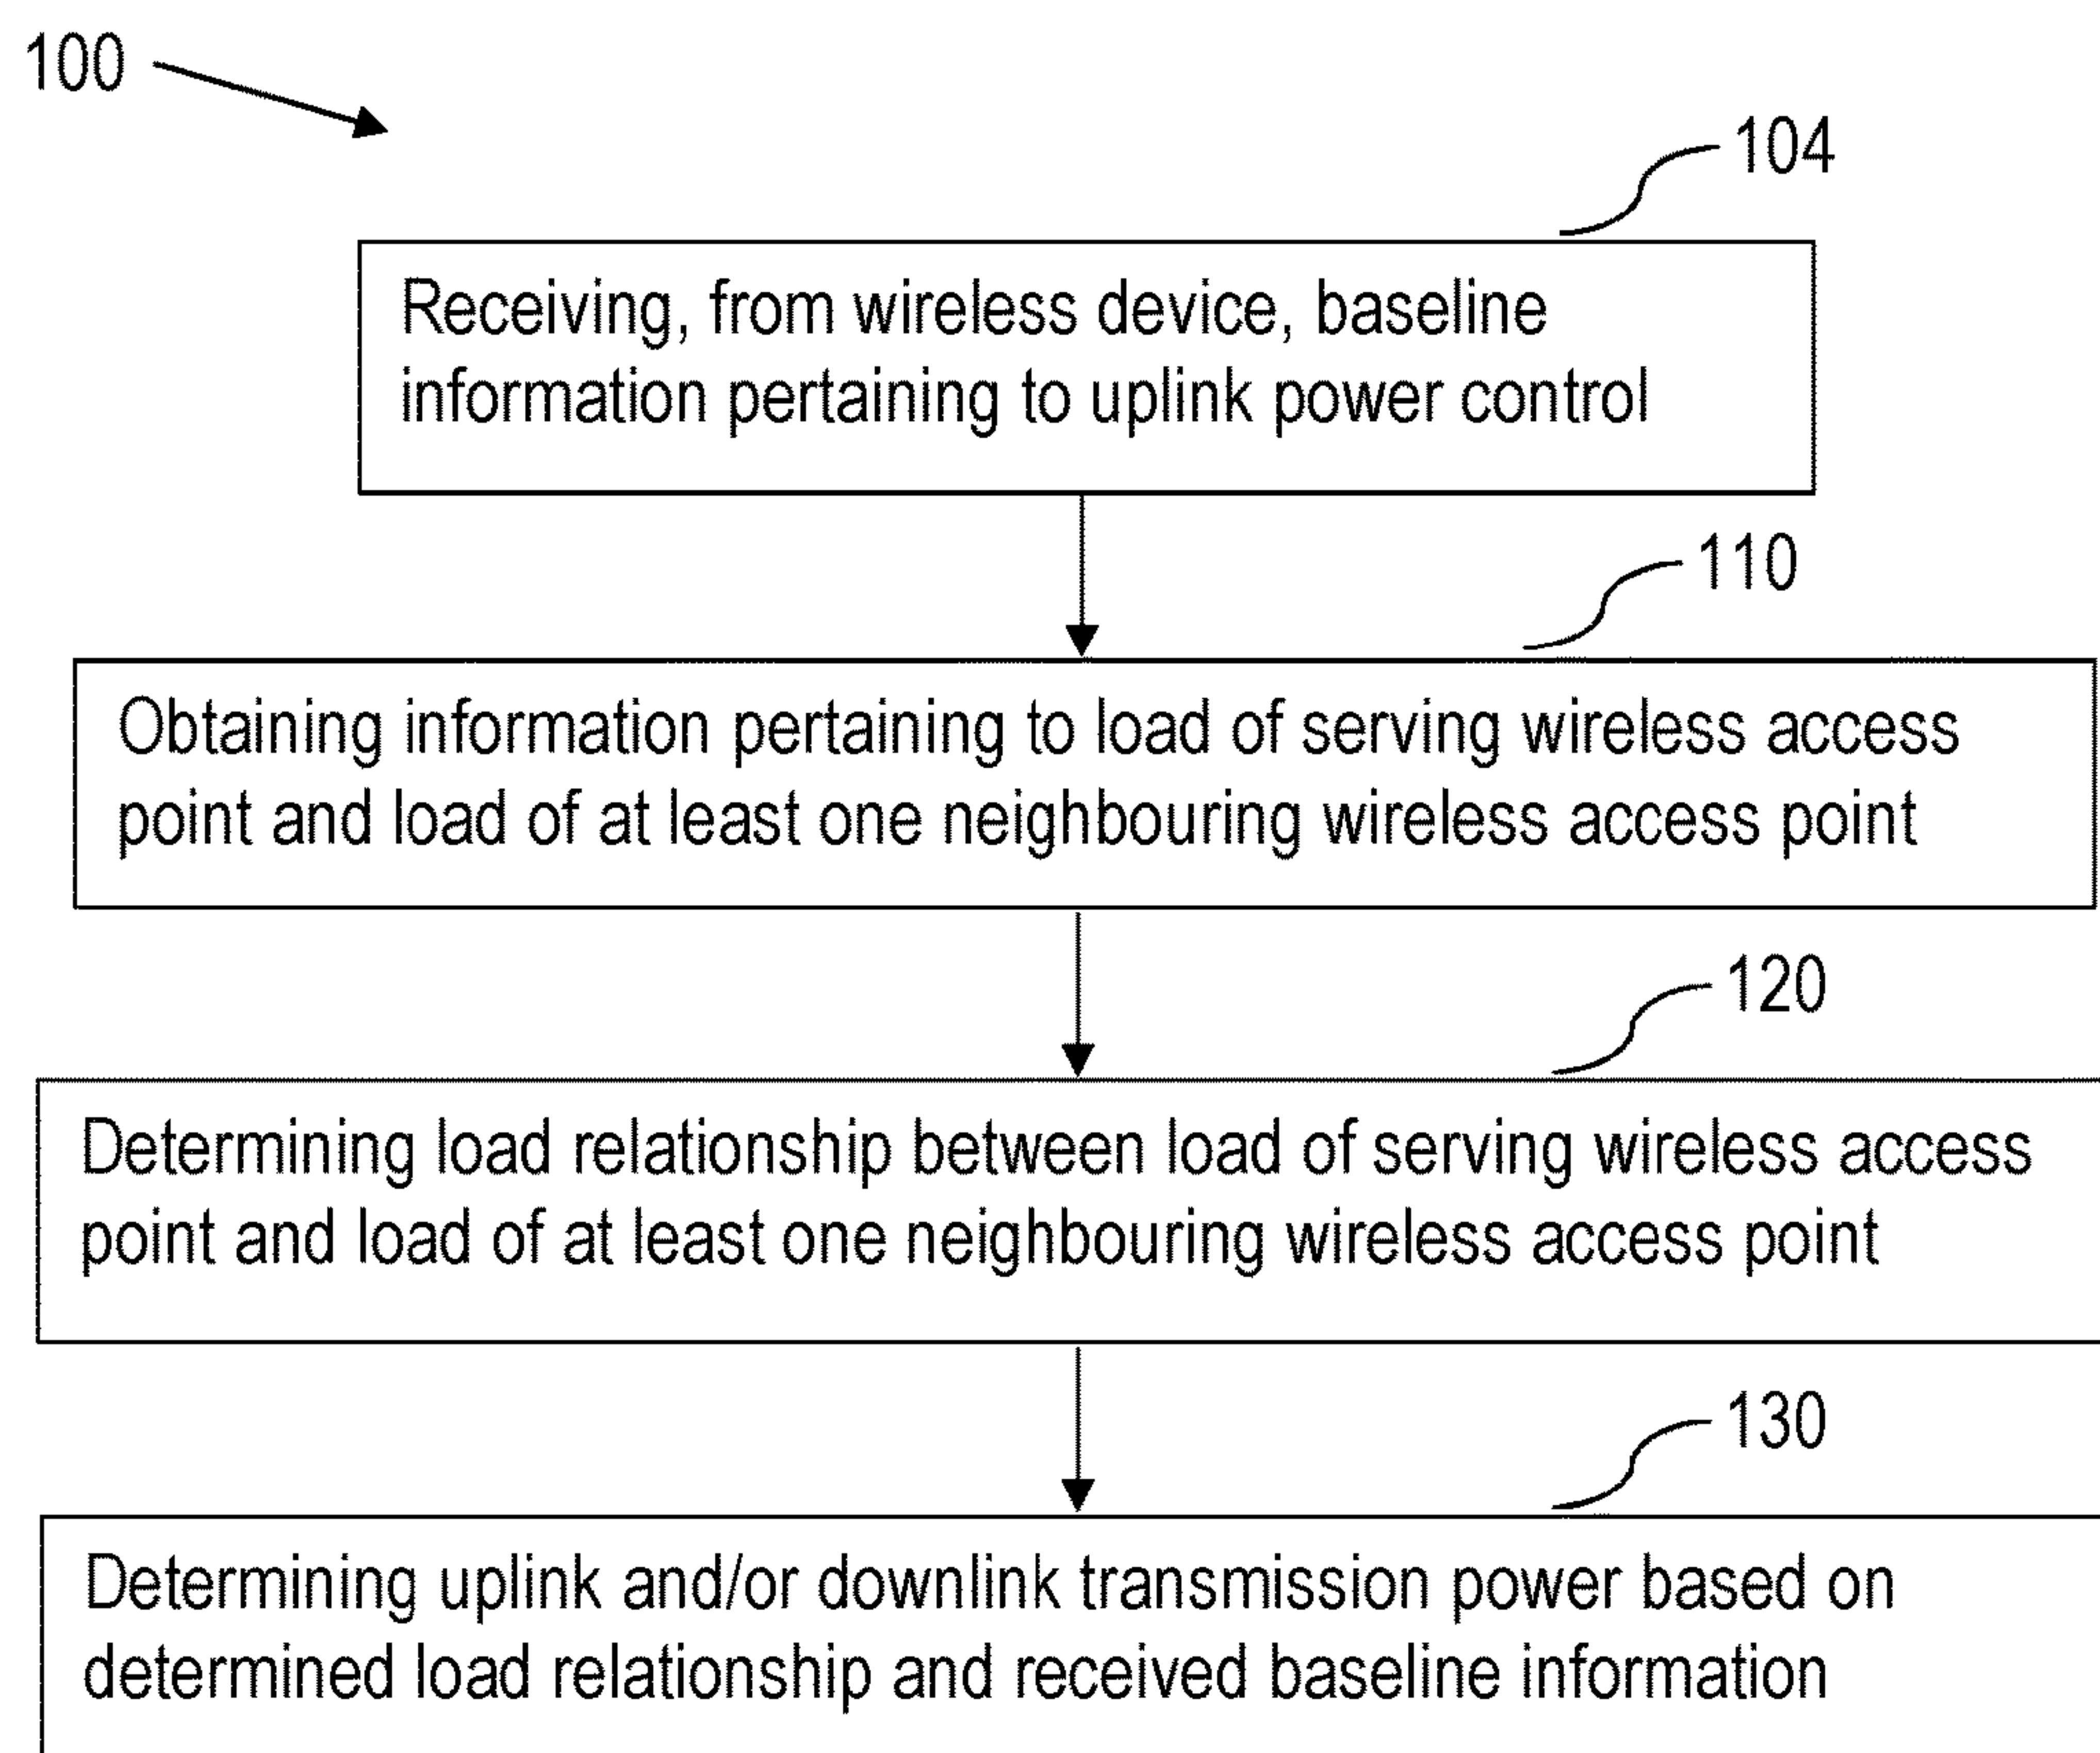 100
104
Receiving, from wireless device, baseline
information pertaining to uplink power control
110
Obtaining information pertaining to load of serving wireless access
point and load of at least one neighbouring wireless access point
120
Determining load relationship between load of serving wireless access
point and load of at least one neighbouring wireless access point
130
Determining uplink and/or downlink transmission power based on
determined load relationship and received baseline information